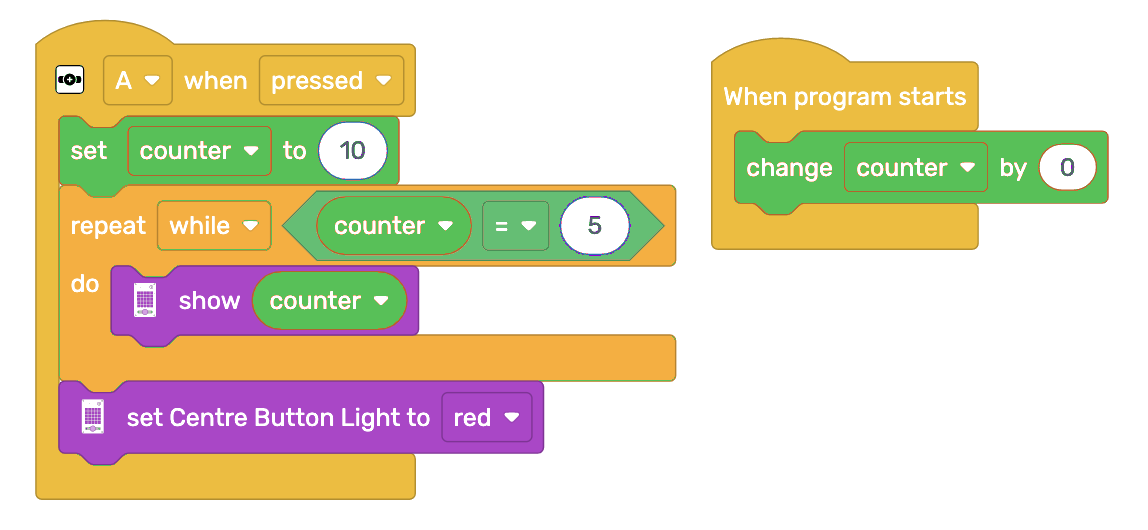 A when pressed
set counter to 10
repeat while counter = 5
do
show counter
set Centre Button Light to red
When program starts
change counter by 0